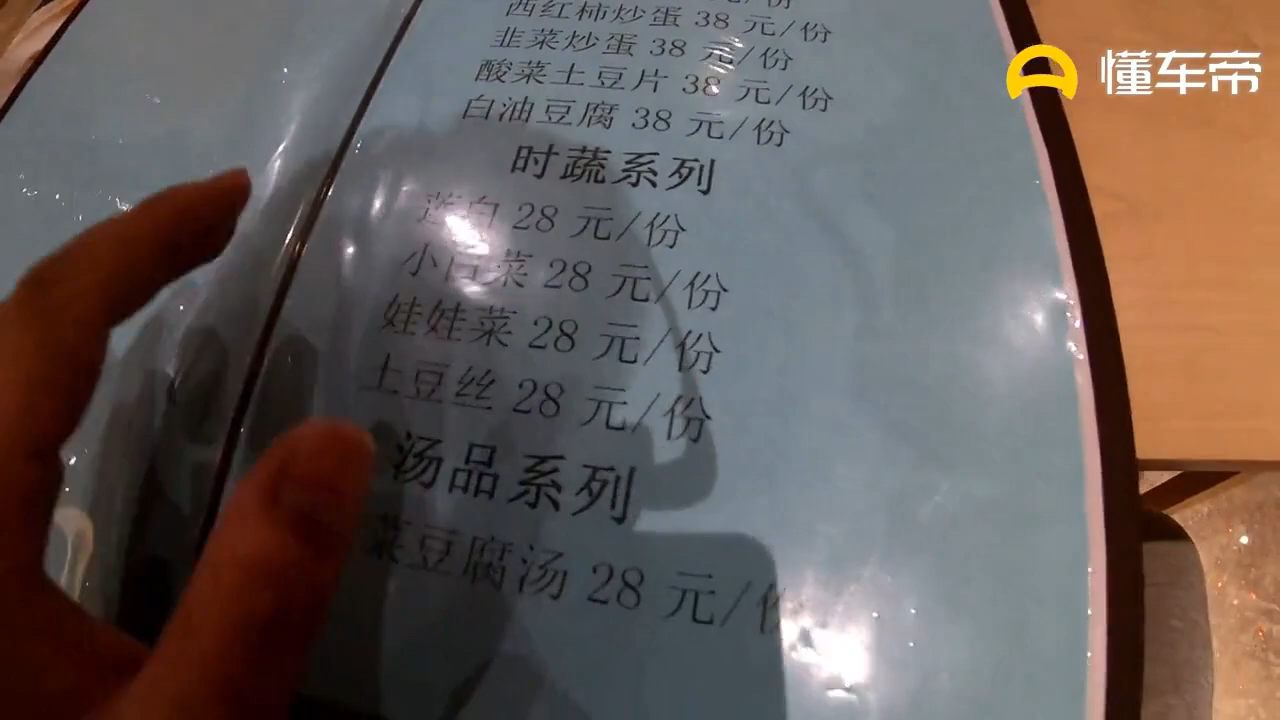 西红柿炒蛋 38 元/份
韭菜炒蛋 38 元/份
酸菜土豆片 38 元/份
白油豆腐 38 元/份
时蔬系列
莲白 28 元/份
小白菜 28 元/份
娃娃菜 28 元/份
土豆丝 28 元/份
汤品系列
菜豆腐汤 28 元/份
懂车帝